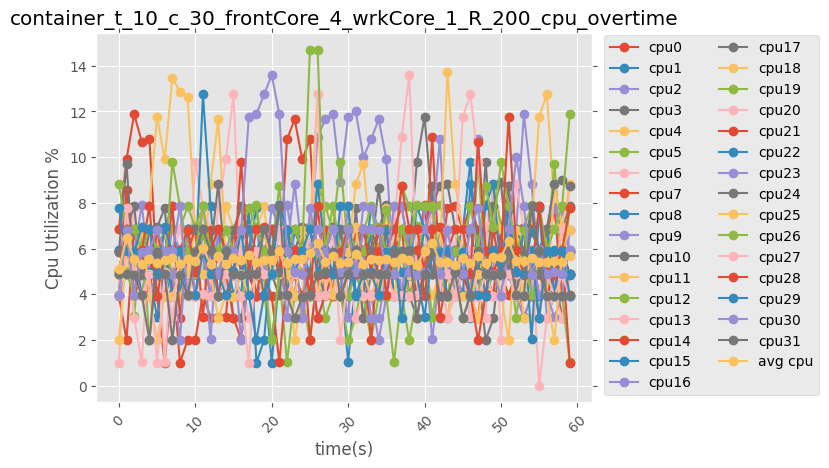 container_t_10_c_30_frontCore_4_wrkCore_1_R_200_cpu_overtime
Cpu Utilization %
14
12
10
8
6
4
2
0
0
10
20
30
40
50
60
time(s)
cpu0
cpu1
cpu2
cpu3
cpu4
cpu5
cpu6
cpu7
cpu8
cpu9
cpu10
cpu11
cpu12
cpu13
cpu14
cpu15
cpu16
cpu17
cpu18
cpu19
cpu20
cpu21
cpu22
cpu23
cpu24
cpu25
cpu26
cpu27
cpu28
cpu29
cpu30
cpu31
avg cpu